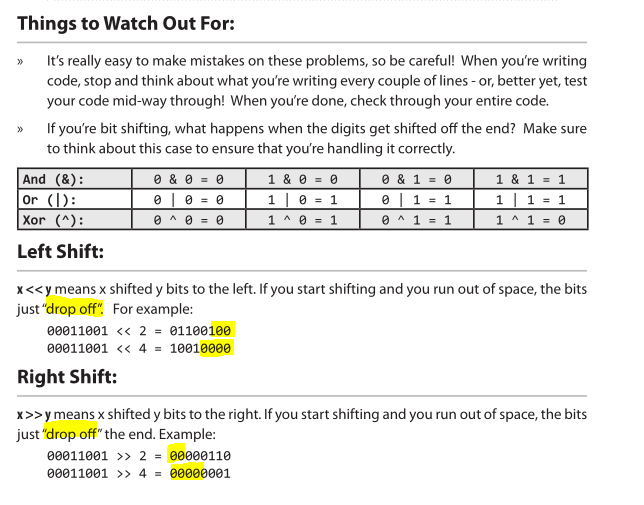 Things to Watch Out For:
» It's really easy to make mistakes on these problems, so be careful! When you're writing
code, stop and think about what you're writing every couple of lines - or, better yet, test
your code mid-way through! When you're done, check through your entire code.
» If you're bit shifting, what happens when the digits get shifted off the end? Make sure
to think about this case to ensure that you're handling it correctly.
And (&): 0 & 0 = 0 1 & 0 = 0 0 & 1 = 0 1 & 1 = 1
Or (|): 0 | 0 = 0 1 | 0 = 1 0 | 1 = 1 1 | 1 = 1
Xor (^): 0 ^ 0 = 0 1 ^ 0 = 1 0 ^ 1 = 1 1 ^ 1 = 0
Left Shift:
x<<y means x shifted y bits to the left. If you start shifting and you run out of space, the bits
just "drop off". For example:
00011001 << 2 = 01100100
00011001 << 4 = 10010000
Right Shift:
x>>y means x shifted y bits to the right. If you start shifting and you run out of space, the bits
just "drop off" the end. Example:
00011001 >> 2 = 00000110
00011001 >> 4 = 00000001